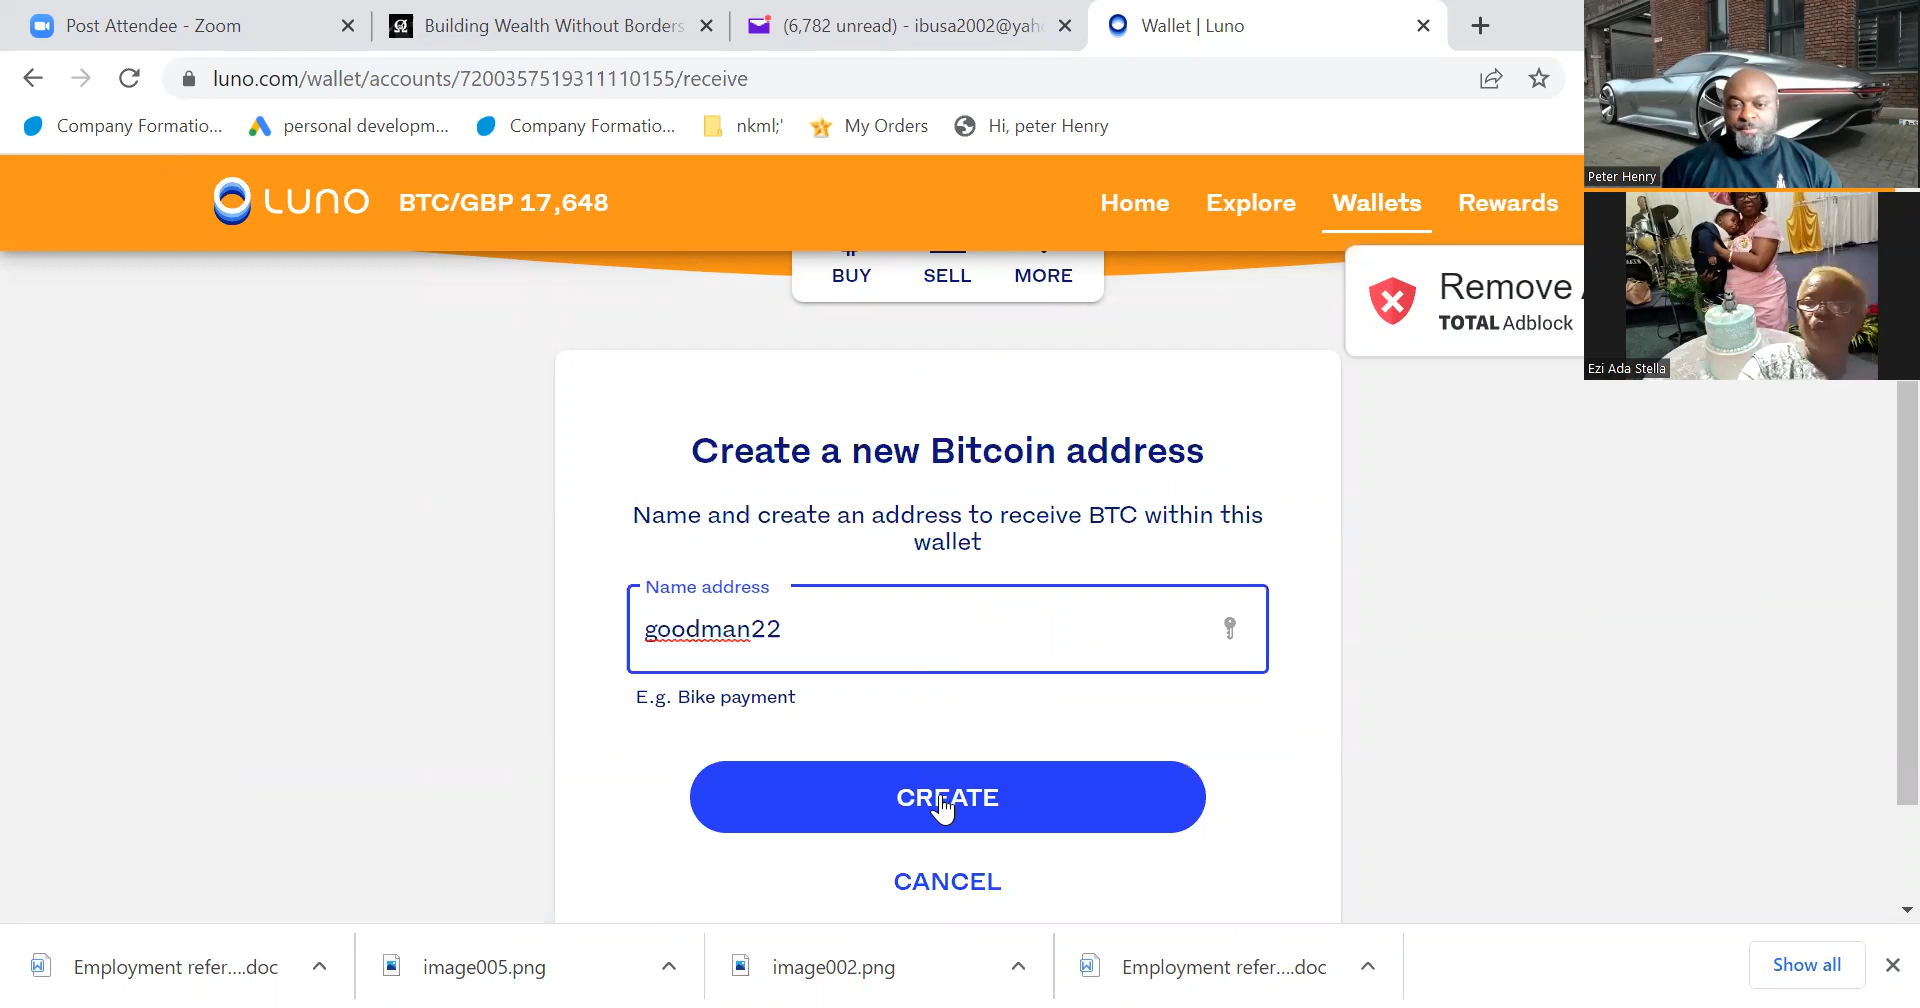 Post Attendee - Zoom
Building Wealth Without Borders
(6,782 unread) - ibusa2002@yaho
Wallet | Luno
luno.com/wallet/accounts/7200357519311110155/receive
Company Formatio...
personal developm...
Company Formatio...
nkml;'
My Orders
Hi, peter Henry
LUNO
BTC/GBP 17,648
Home
Explore
Wallets
Rewards
BUY
SELL
MORE
Remove
TOTAL Adblock
Peter Henry
Ezi Ada Stella
Create a new Bitcoin address
Name and create an address to receive BTC within this
wallet
Name address
goodman22
E.g. Bike payment
CREATE
CANCEL
Employment refer....doc
image005.png
image002.png
Employment refer....doc
Show all